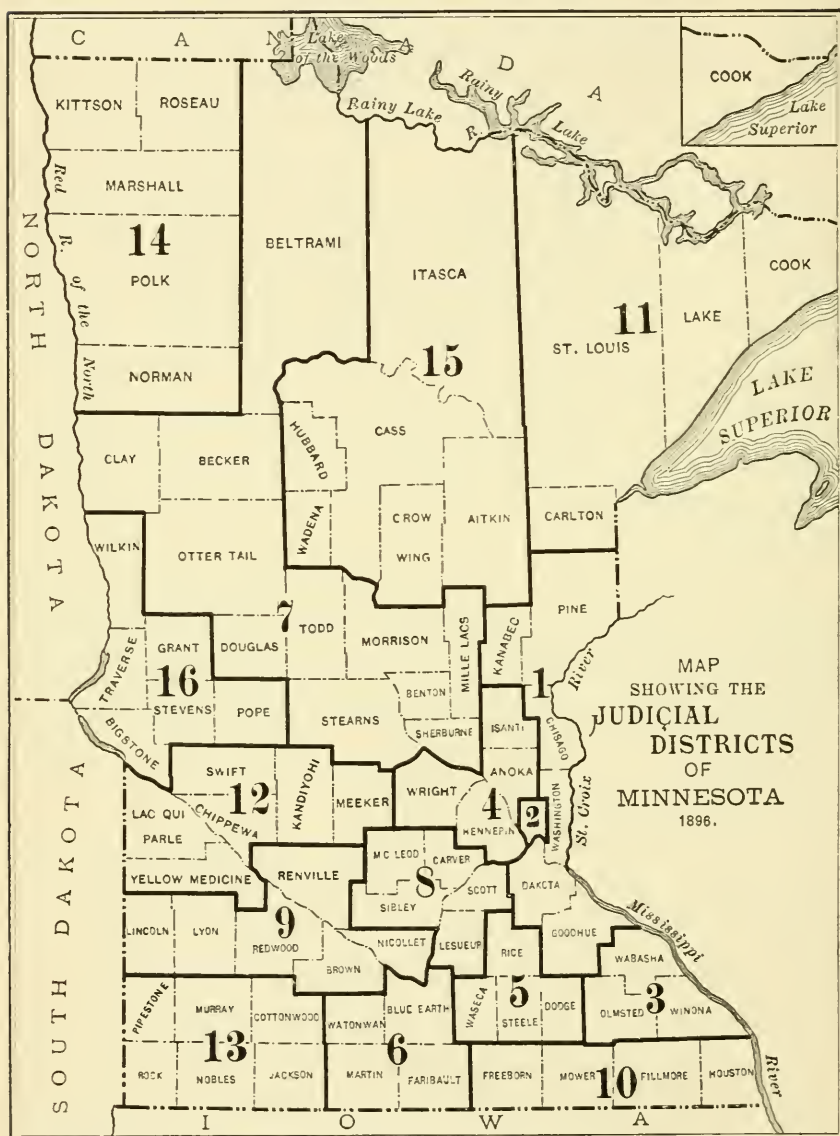 C A N A D A
Lake
of the Woods
Rainy Lake
R.
Rainy
Lake
COOK
Lake
Superior
KITTSON
ROSEAU
MARSHALL
14
POLK
NORMAN
Red R. of the North
NORTH DAKOTA
BELTRAMI
ITASCA
15
11
ST. LOUIS
LAKE
COOK
LAKE
SUPERIOR
CLAY
BECKER
HUBBARD
CASS
WADENA
CROW
WING
AITKIN
CARLTON
WILKIN
OTTER TAIL
7
TODD
MORRISON
MILLE LACS
KANABEC
PINE
TRAVERSE
GRANT
DOUGLAS
16
STEVENS
POPE
BIGSTONE
STEARNS
BENTON
SHERBURNE
ISANTI
1
CHISAGO
River
St. Croix
MAP
SHOWING THE
JUDICIAL
DISTRICTS
OF
MINNESOTA
1896.
SWIFT
12
CHIPPEWA
KANDIYOHI
MEEKER
WRIGHT
ANOKA
4
HENNEPIN
2
WASHINGTON
LAC QUI
PARLE
YELLOW MEDICINE
RENVILLE
MC LEOD
CARVER
8
SCOTT
SIBLEY
DAKOTA
LINCOLN
LYON
9
REDWOOD
BROWN
NICOLLET
LESUEUR
RICE
GOODHUE
WABASHA
Mississippi
River
PIPESTONE
MURRAY
COTTONWOOD
WATONWAN
BLUE EARTH
WASECA
5
STEELE
DODGE
OLMSTED
3
WINONA
13
ROCK
NOBLES
JACKSON
6
MARTIN
FARIBAULT
FREEBORN
MOWER
10
FILLMORE
HOUSTON
SOUTH DAKOTA
I O W A